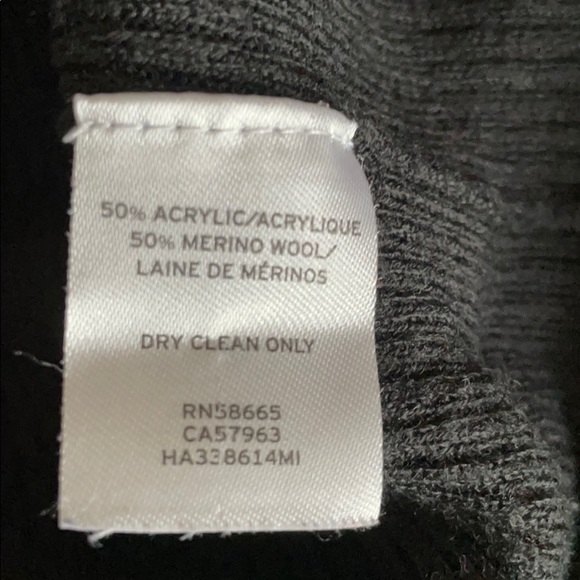 50% ACRYLIC/ACRYLIQUE
50% MERINO WOOL/
LAINE DE MÉRINOS
DRY CLEAN ONLY
RN58665
CA57963
HA338614MI